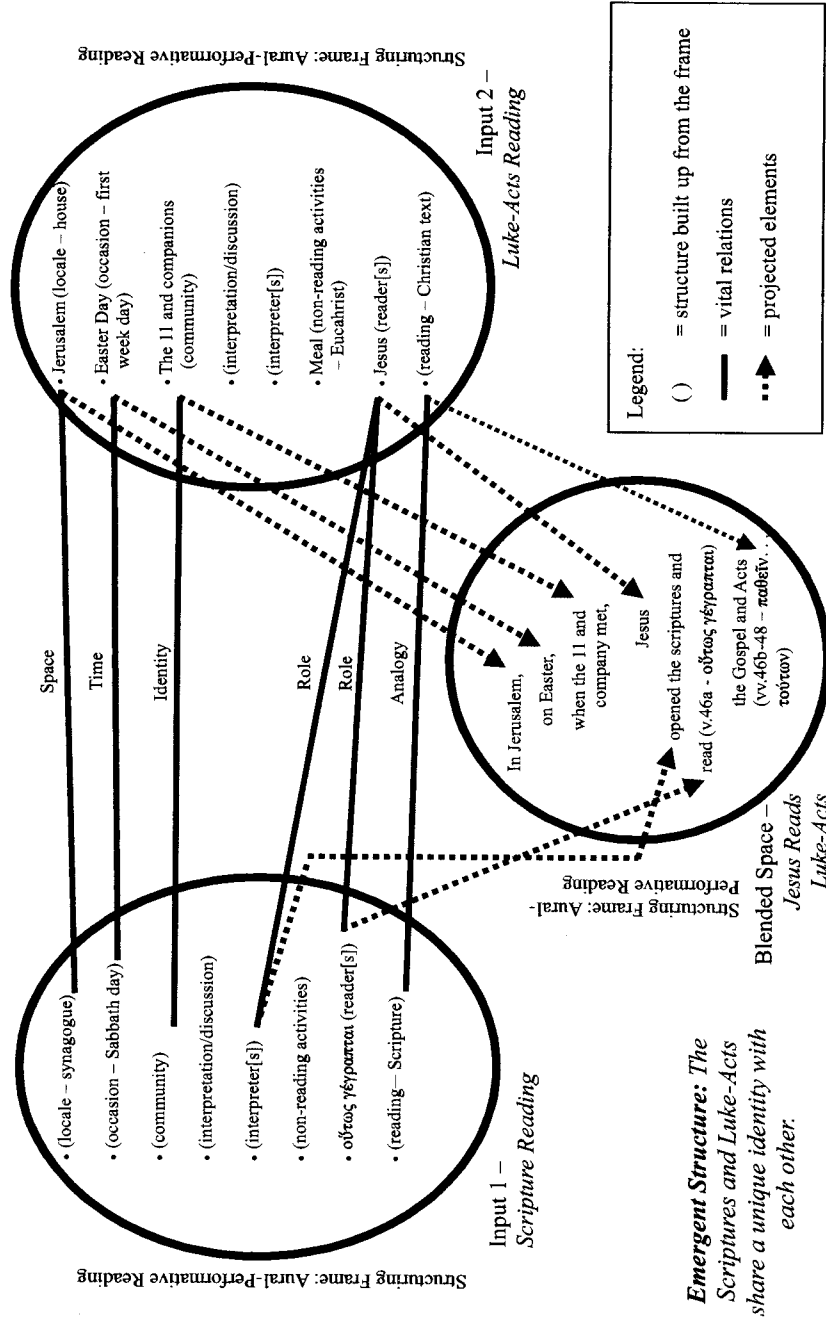 Structuring Frame: Aural-Performative Reading
• (locale – synagogue)
• (occasion – Sabbath day)
• (community)
• (interpretation/discussion)
• (interpreter[s])
• (non-reading activities)
• οὕτως γέγραπται (reader[s])
• (reading – Scripture)
Input 1 –
Scripture Reading
Space
Time
Identity
Role
Role
Analogy
Structuring Frame: Aural-Performative Reading
• Jerusalem (locale – house)
• Easter Day (occasion – first
week day)
• The 11 and companions
(community)
• (interpretation/discussion)
• (interpreter[s])
• Meal (non-reading activities
– Eucahrist)
• Jesus (reader[s])
• (reading – Christian text)
Input 2 –
Luke-Acts Reading
Structuring Frame: Aural-
Performative Reading
In Jerusalem,
on Easter,
when the 11 and
company met,
Jesus
opened the scriptures and
read (v.46a - οὕτως γέγραπται)
the Gospel and Acts
(vv.46b-48 – παθεῖν…
τούτων)
Blended Space –
Jesus Reads
Luke-Acts
Emergent Structure: The
Scriptures and Luke-Acts
share a unique identity with
each other.
Legend:
( ) = structure built up from the frame
= vital relations
= projected elements